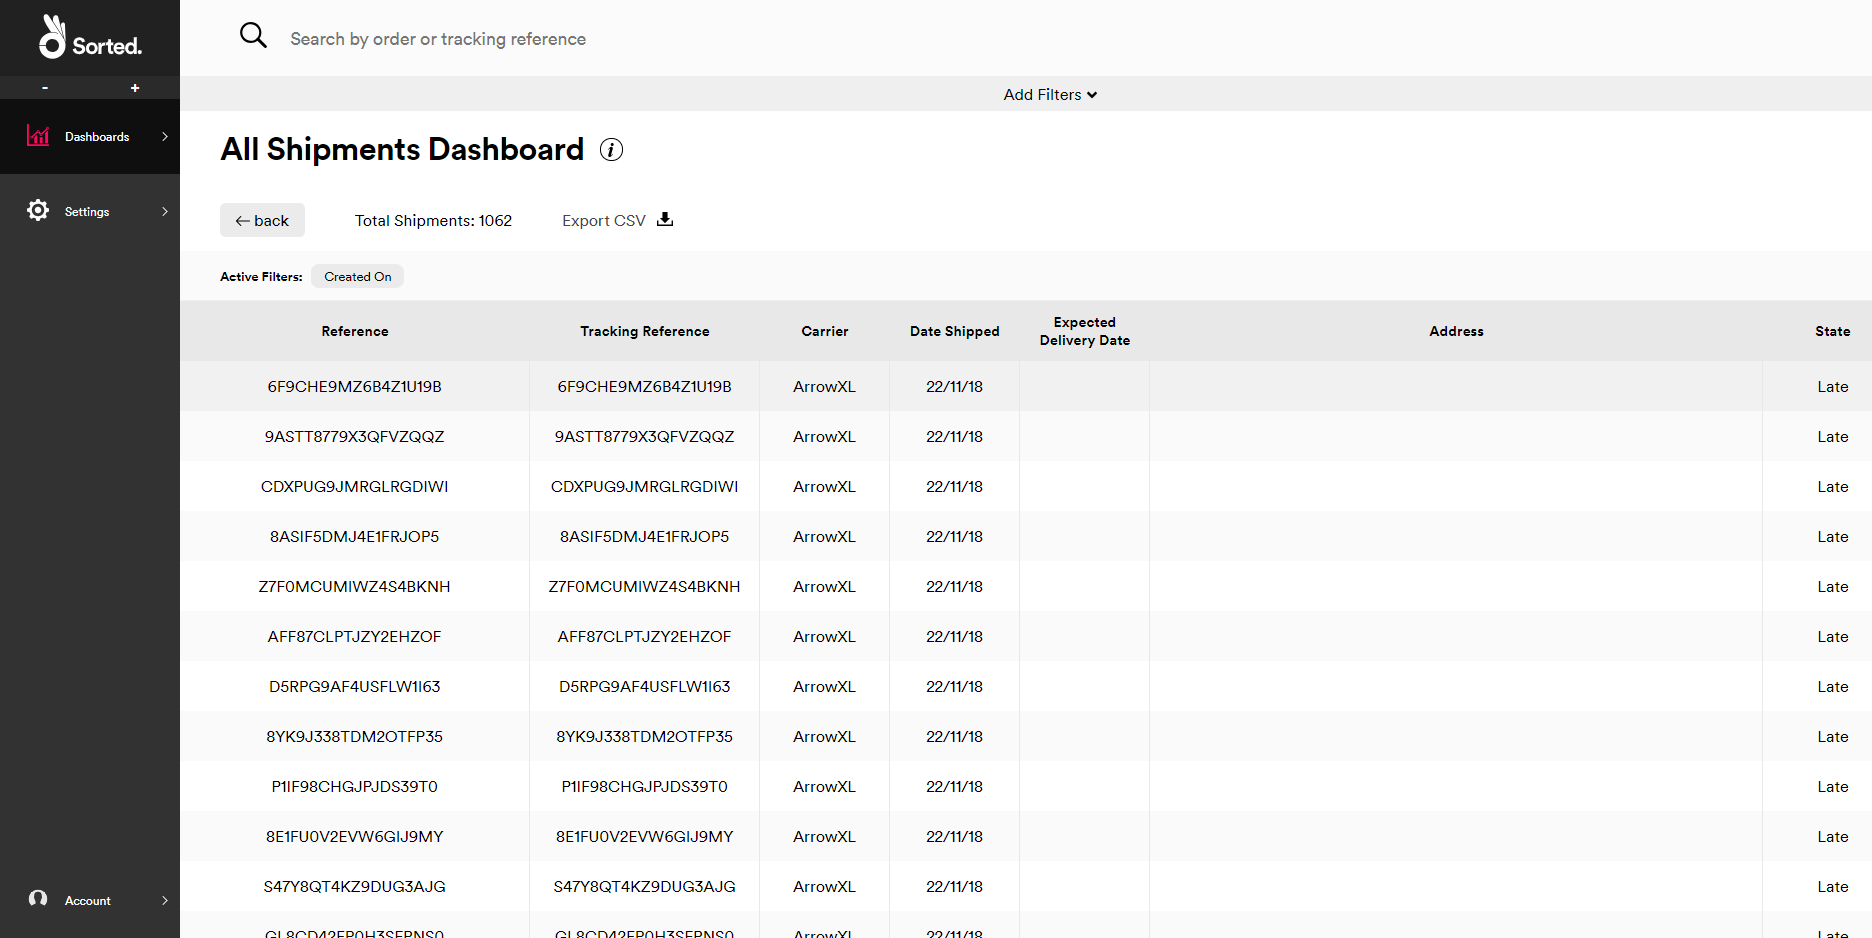 Sorted.
Search by order or tracking reference
- +
Add Filters
Dashboards
All Shipments Dashboard i
Settings
← back Total Shipments: 1062 Export CSV
Active Filters: Created On
Reference Tracking Reference Carrier Date Shipped Expected Delivery Date Address State
6F9CHE9MZ6B4Z1U19B 6F9CHE9MZ6B4Z1U19B ArrowXL 22/11/18 Late
9ASTT8779X3QFVZQQZ 9ASTT8779X3QFVZQQZ ArrowXL 22/11/18 Late
CDXPUG9JMRGLRGDIWI CDXPUG9JMRGLRGDIWI ArrowXL 22/11/18 Late
8ASIF5DMJ4E1FRJOP5 8ASIF5DMJ4E1FRJOP5 ArrowXL 22/11/18 Late
Z7F0MCUMIWZ4S4BKNH Z7F0MCUMIWZ4S4BKNH ArrowXL 22/11/18 Late
AFF87CLPTJZY2EHZOF AFF87CLPTJZY2EHZOF ArrowXL 22/11/18 Late
D5RPG9AF4USFLW1I63 D5RPG9AF4USFLW1I63 ArrowXL 22/11/18 Late
8YK9J338TDM2OTFP35 8YK9J338TDM2OTFP35 ArrowXL 22/11/18 Late
P1IF98CHGJPJDS39T0 P1IF98CHGJPJDS39T0 ArrowXL 22/11/18 Late
8E1FU0V2EVW6GIJ9MY 8E1FU0V2EVW6GIJ9MY ArrowXL 22/11/18 Late
S47Y8QT4KZ9DUG3AJG S47Y8QT4KZ9DUG3AJG ArrowXL 22/11/18 Late
Account
ArrowXL 22/11/18 Late